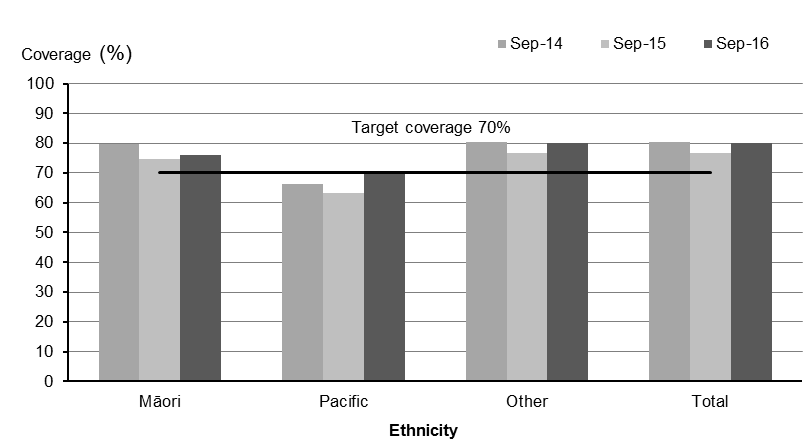 Coverage (%)
Sep-14 Sep-15 Sep-16
100
90
Target coverage 70%
80
70
60
50
40
30
20
10
0
Māori Pacific Other Total
Ethnicity